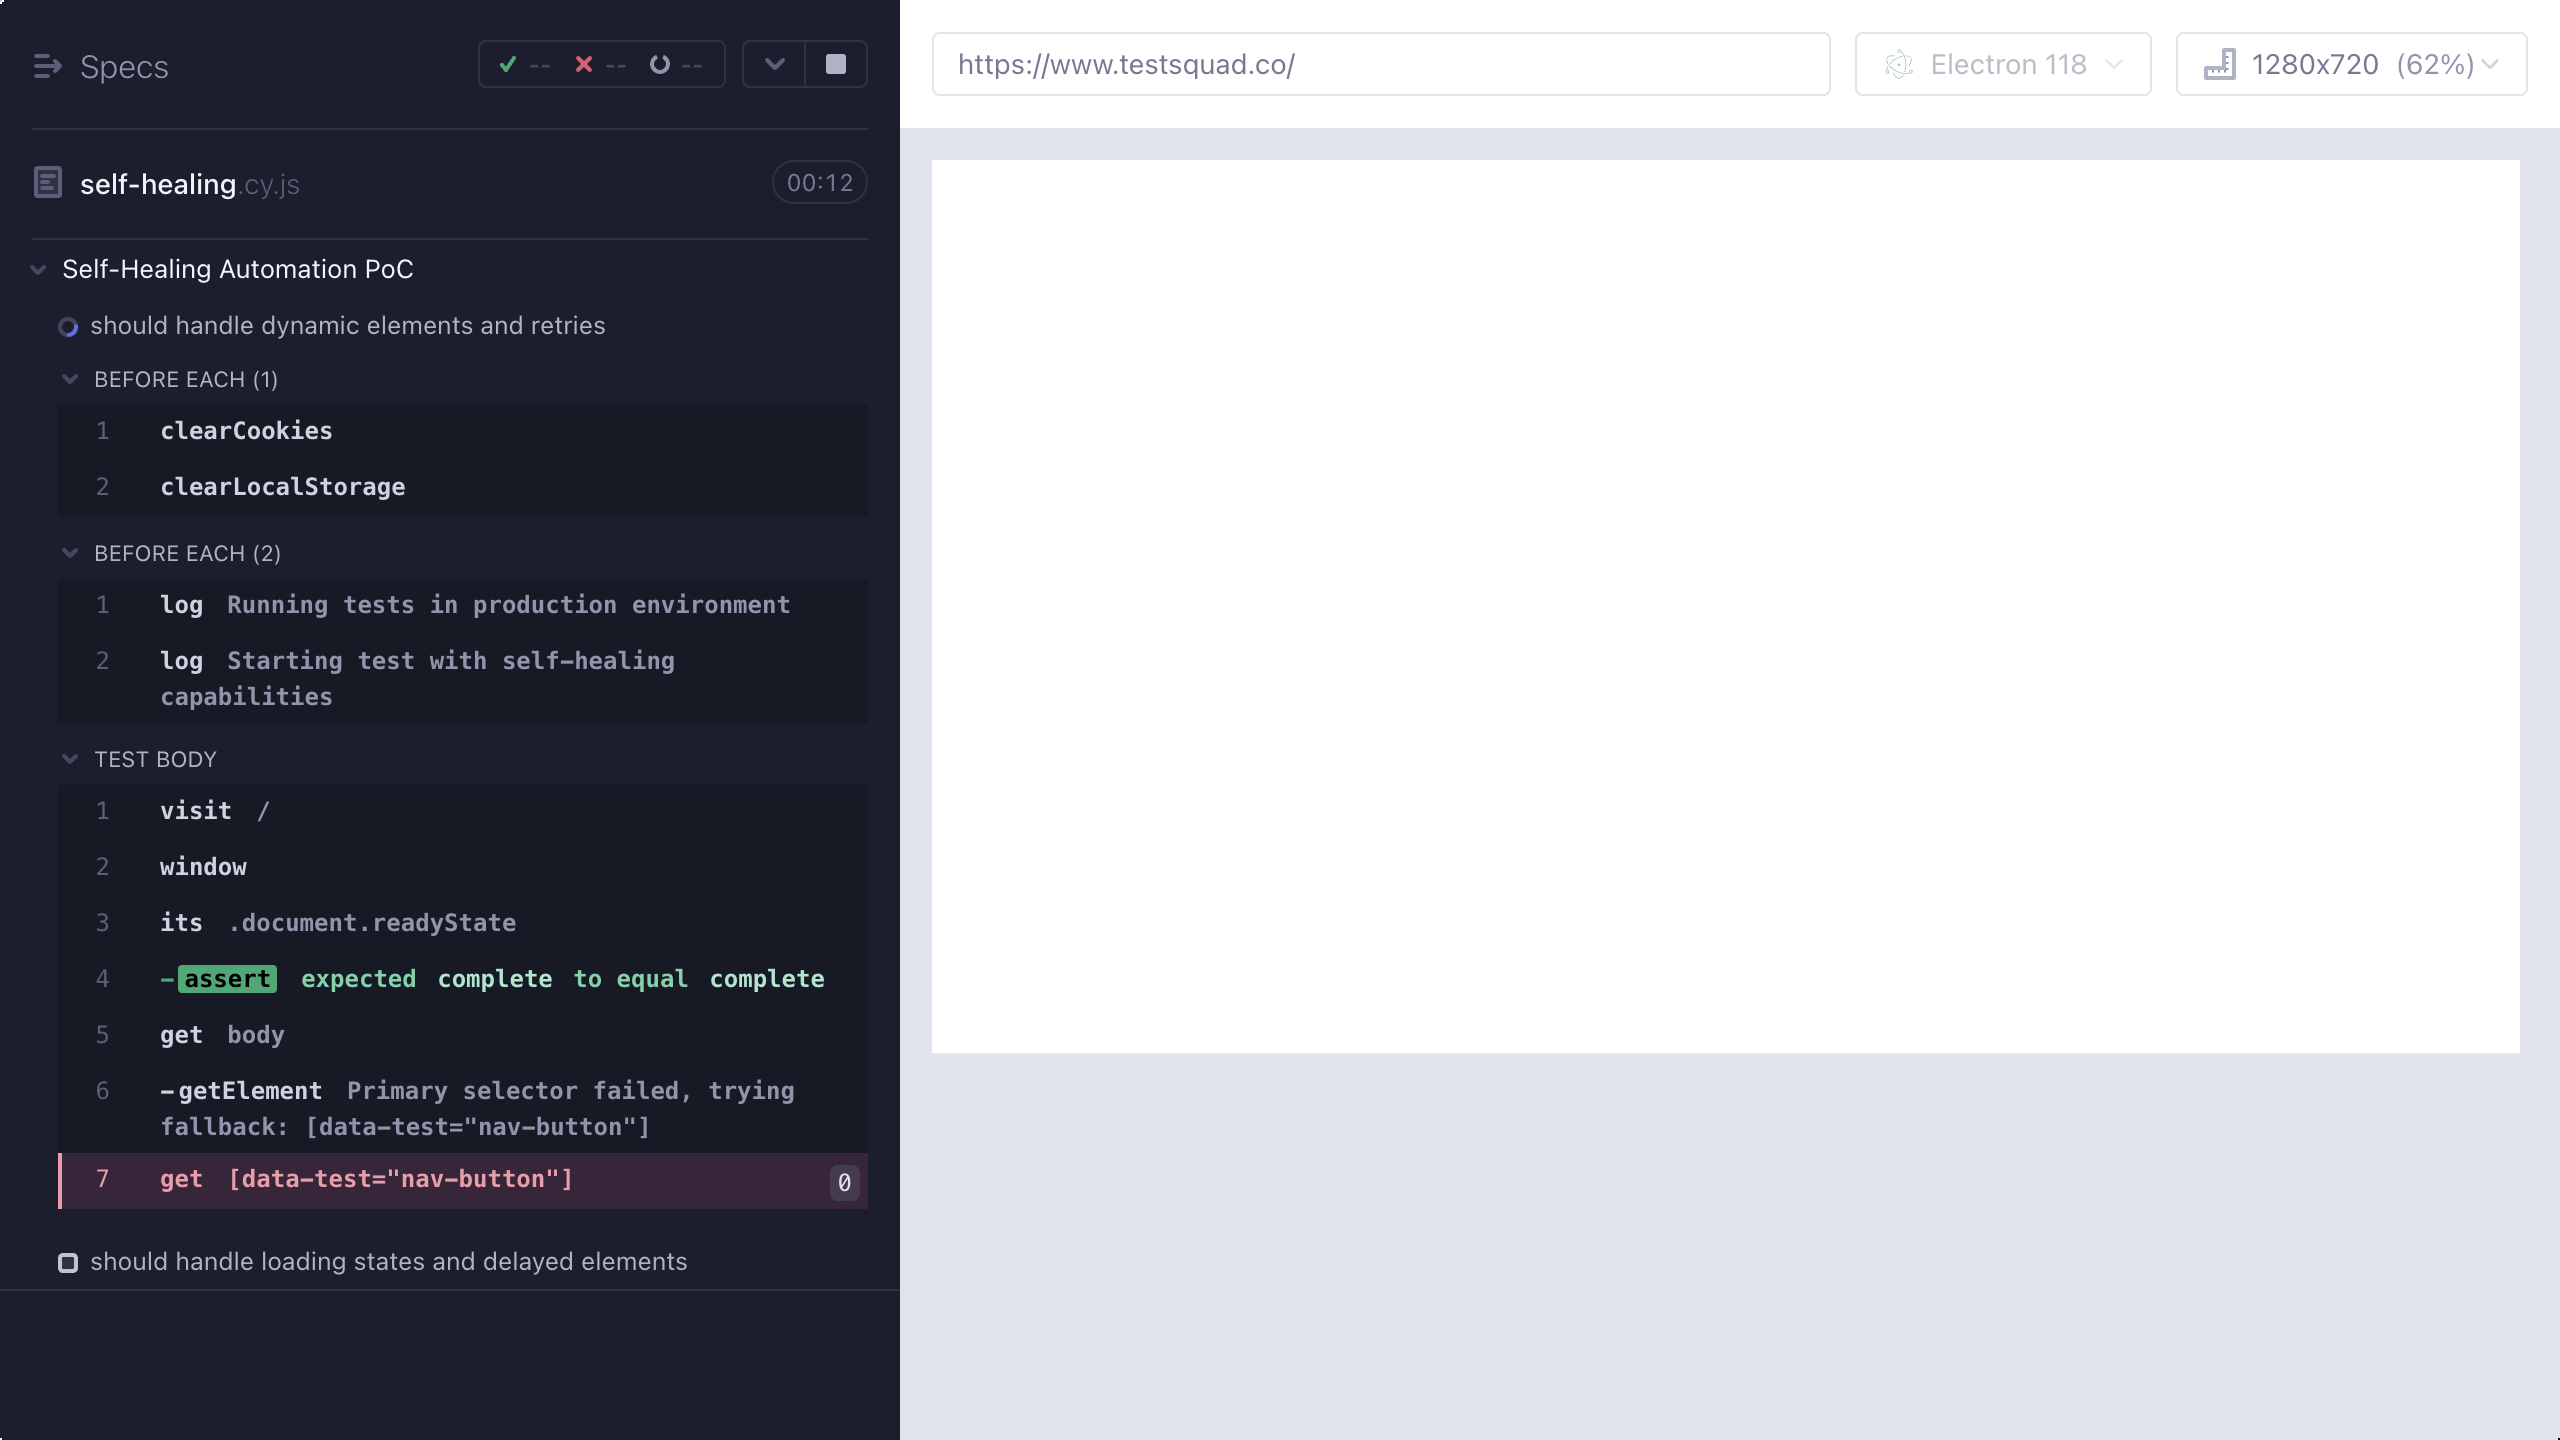 Specs
-- -- --
self-healing.cy.js
00:12
Self-Healing Automation PoC
should handle dynamic elements and retries
BEFORE EACH (1)
1 clearCookies
2 clearLocalStorage
BEFORE EACH (2)
1 log Running tests in production environment
2 log Starting test with self-healing
capabilities
TEST BODY
1 visit /
2 window
3 its .document.readyState
4 -assert expected complete to equal complete
5 get body
6 -getElement Primary selector failed, trying
fallback: [data-test="nav-button"]
7 get [data-test="nav-button"] 0
should handle loading states and delayed elements
https://www.testsquad.co/
Electron 118
1280x720 (62%)